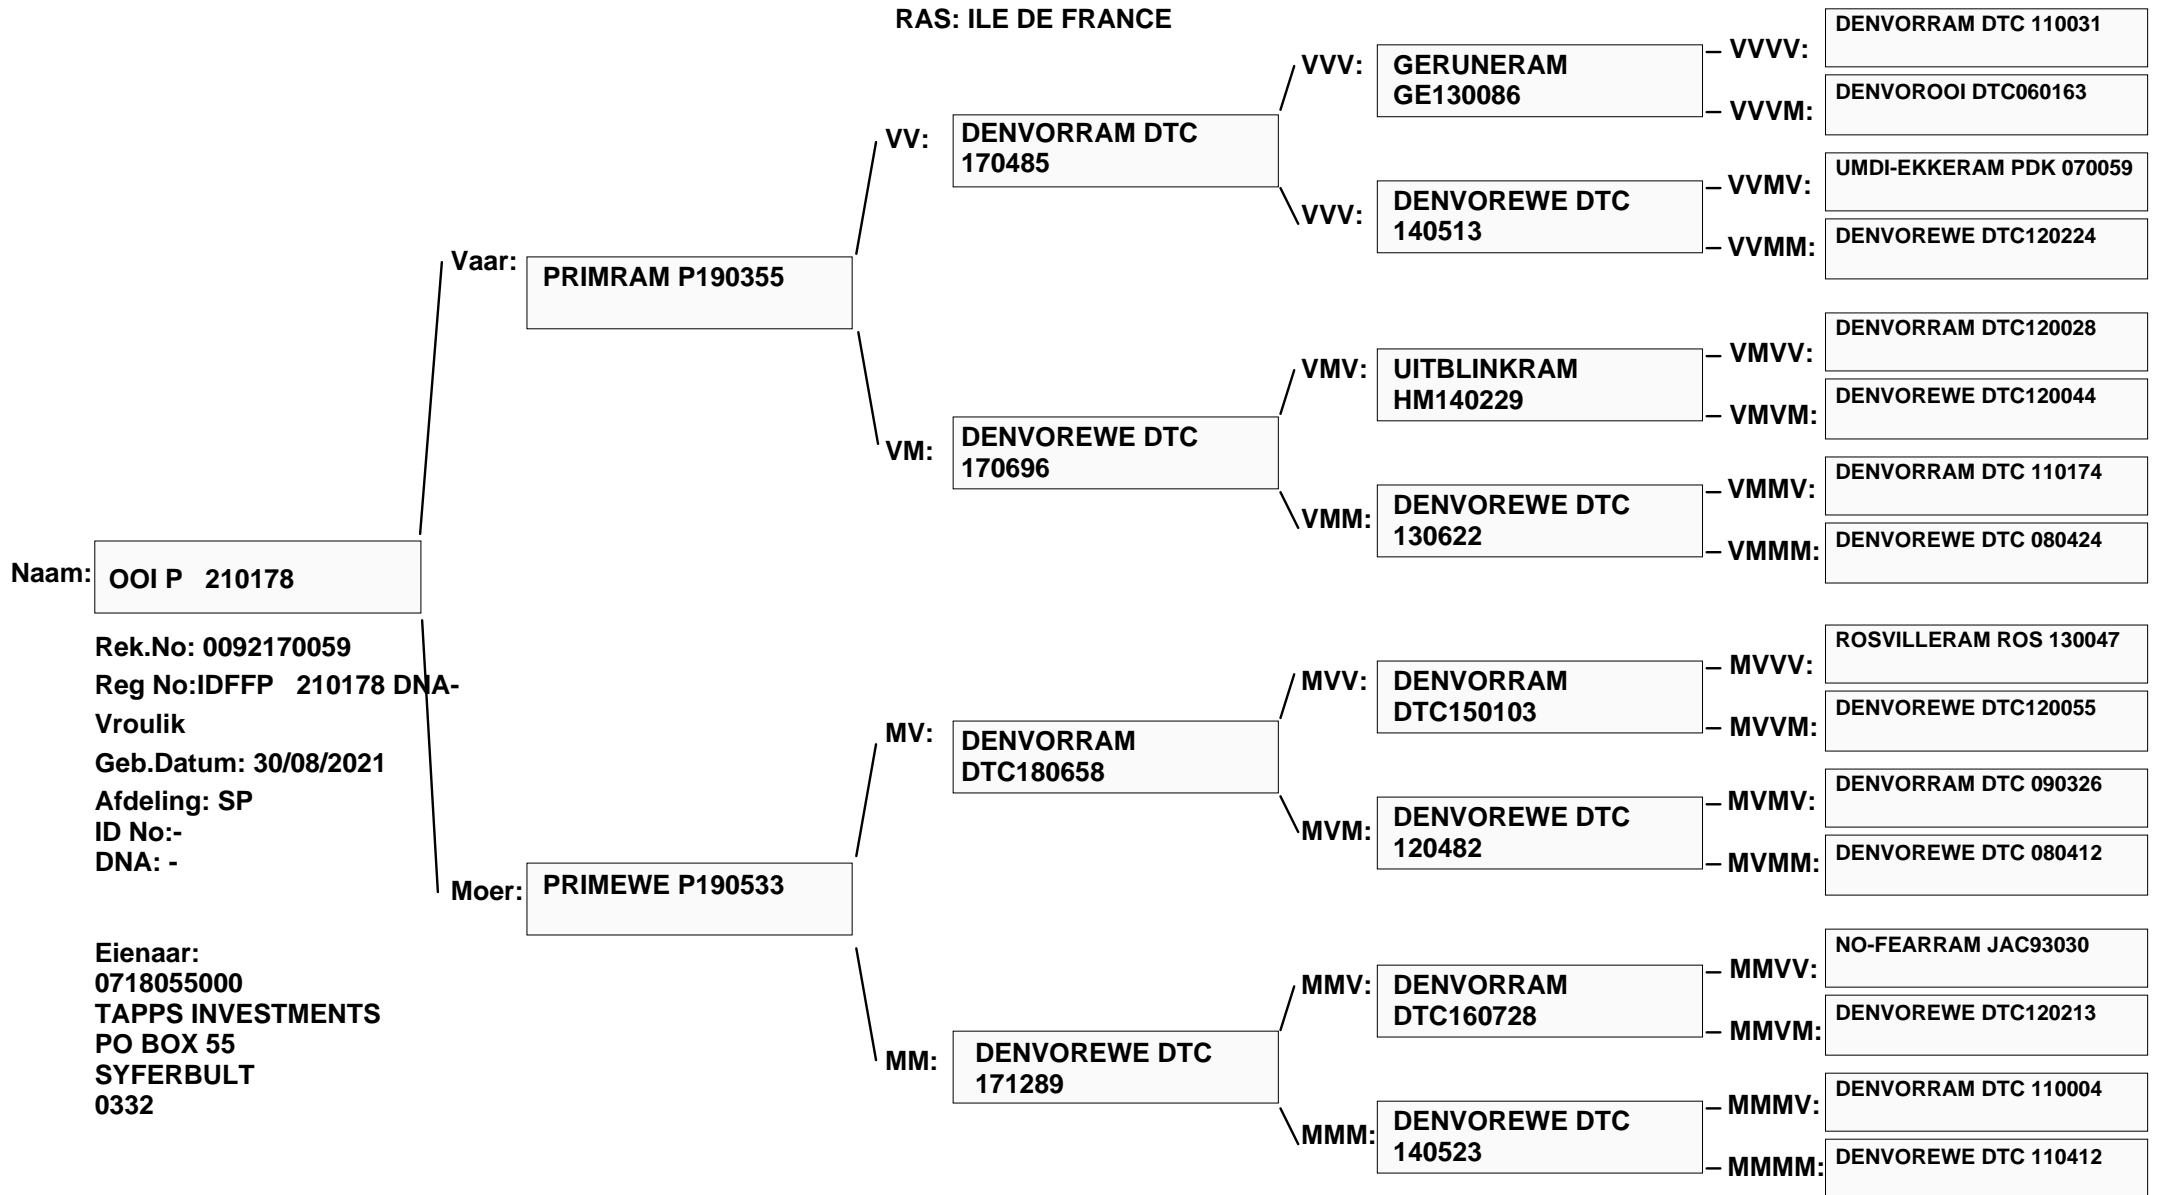 RAS: ILE DE FRANCE
Naam:
OOI P   210178
Rek.No: 0092170059
Reg No:IDFFP   210178 DNA-
Vroulik
Geb.Datum: 30/08/2021
Afdeling: SP
ID No:-
DNA: -
Eienaar:
0718055000
TAPPS INVESTMENTS
PO BOX 55
SYFERBULT
0332
Vaar:
PRIMRAM P190355
Moer:
PRIMEWE P190533
VV:
DENVORRAM DTC
170485
VM:
DENVOREWE DTC
170696
MV:
DENVORRAM
DTC180658
MM:
DENVOREWE DTC
171289
VVV:
GERUNERAM
GE130086
VVV:
DENVOREWE DTC
140513
VMV:
UITBLINKRAM
HM140229
VMM:
DENVOREWE DTC
130622
MVV:
DENVORRAM
DTC150103
MVM:
DENVOREWE DTC
120482
MMV:
DENVORRAM
DTC160728
MMM:
DENVOREWE DTC
140523
VVVV:
DENVORRAM DTC 110031
VVVM:
DENVOROOI DTC060163
VVMV:
UMDI-EKKERAM PDK 070059
VVMM:
DENVOREWE DTC120224
VMVV:
DENVORRAM DTC120028
VMVM:
DENVOREWE DTC120044
VMMV:
DENVORRAM DTC 110174
VMMM:
DENVOREWE DTC 080424
MVVV:
ROSVILLERAM ROS 130047
MVVM:
DENVOREWE DTC120055
MVMV:
DENVORRAM DTC 090326
MVMM:
DENVOREWE DTC 080412
MMVV:
NO-FEARRAM JAC93030
MMVM:
DENVOREWE DTC120213
MMMV:
DENVORRAM DTC 110004
MMMM:
DENVOREWE DTC 110412